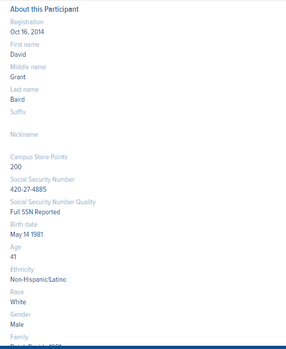 About this Participant
Registration
Oct 16, 2014
First name
David
Middle name
Grant
Last name
Baird
Suffix
Nickname
Campus Store Points
200
Social Security Number
420-27-4885
Social Security Number Quality
Full SSN Reported
Birth date
May 14 1981
Age
41
Ethnicity
Non-Hispanic/Latino
Race
White
Gender
Male
Family